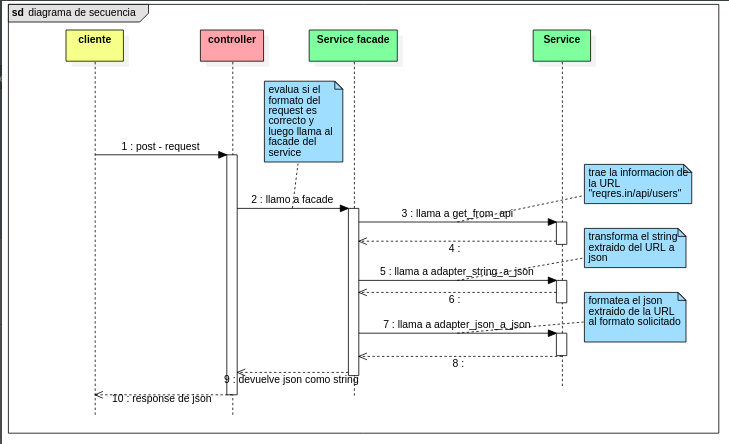 sd diagrama de secuencia
cliente
controller
Service facade
Service
evalua si el
formato del
request es
correcto y
luego llama al
facade del
service
1 : post - request
trae la informacion de
la URL
"reqres.in/api/users"
2 : llamo a facade
3 : llama a get_from_api
transforma el string
extraido del URL a
json
4 :
5 : llama a adapter_string_a_json
6 :
formatea el json
extraido de la URL
al formato solicitado
7 : llama a adapter_json_a_json
8 :
9 : devuelve json como string
10 : response de json